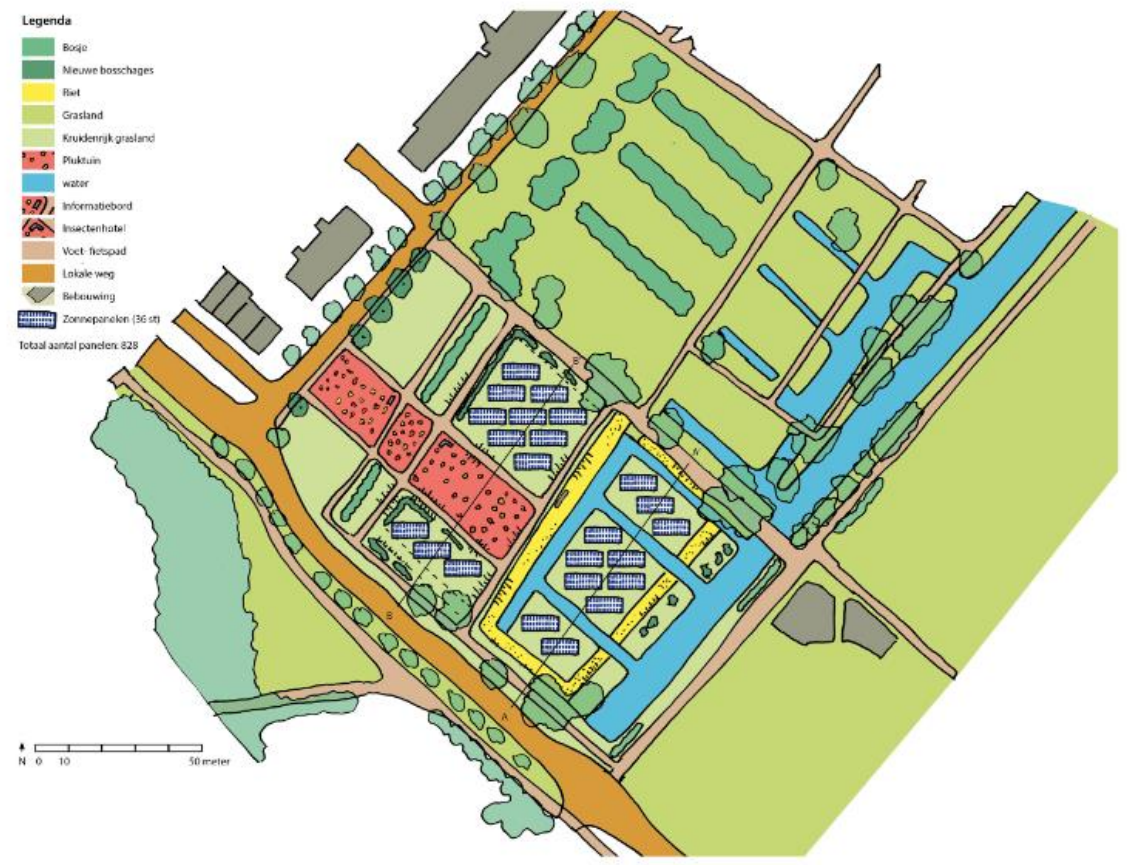 Legenda
Bosje
Nieuwe bosschages
Riet
Grasland
Kruidenrijk grasland
Pluktuin
water
Informatiebord
Insectenhotel
Voet- fietspad
Lokale weg
Bebouwing
Zonnepanelen (36 st)
Totaal aantal panelen: 828
B'
A'
B
A
N 0 10 50 meter